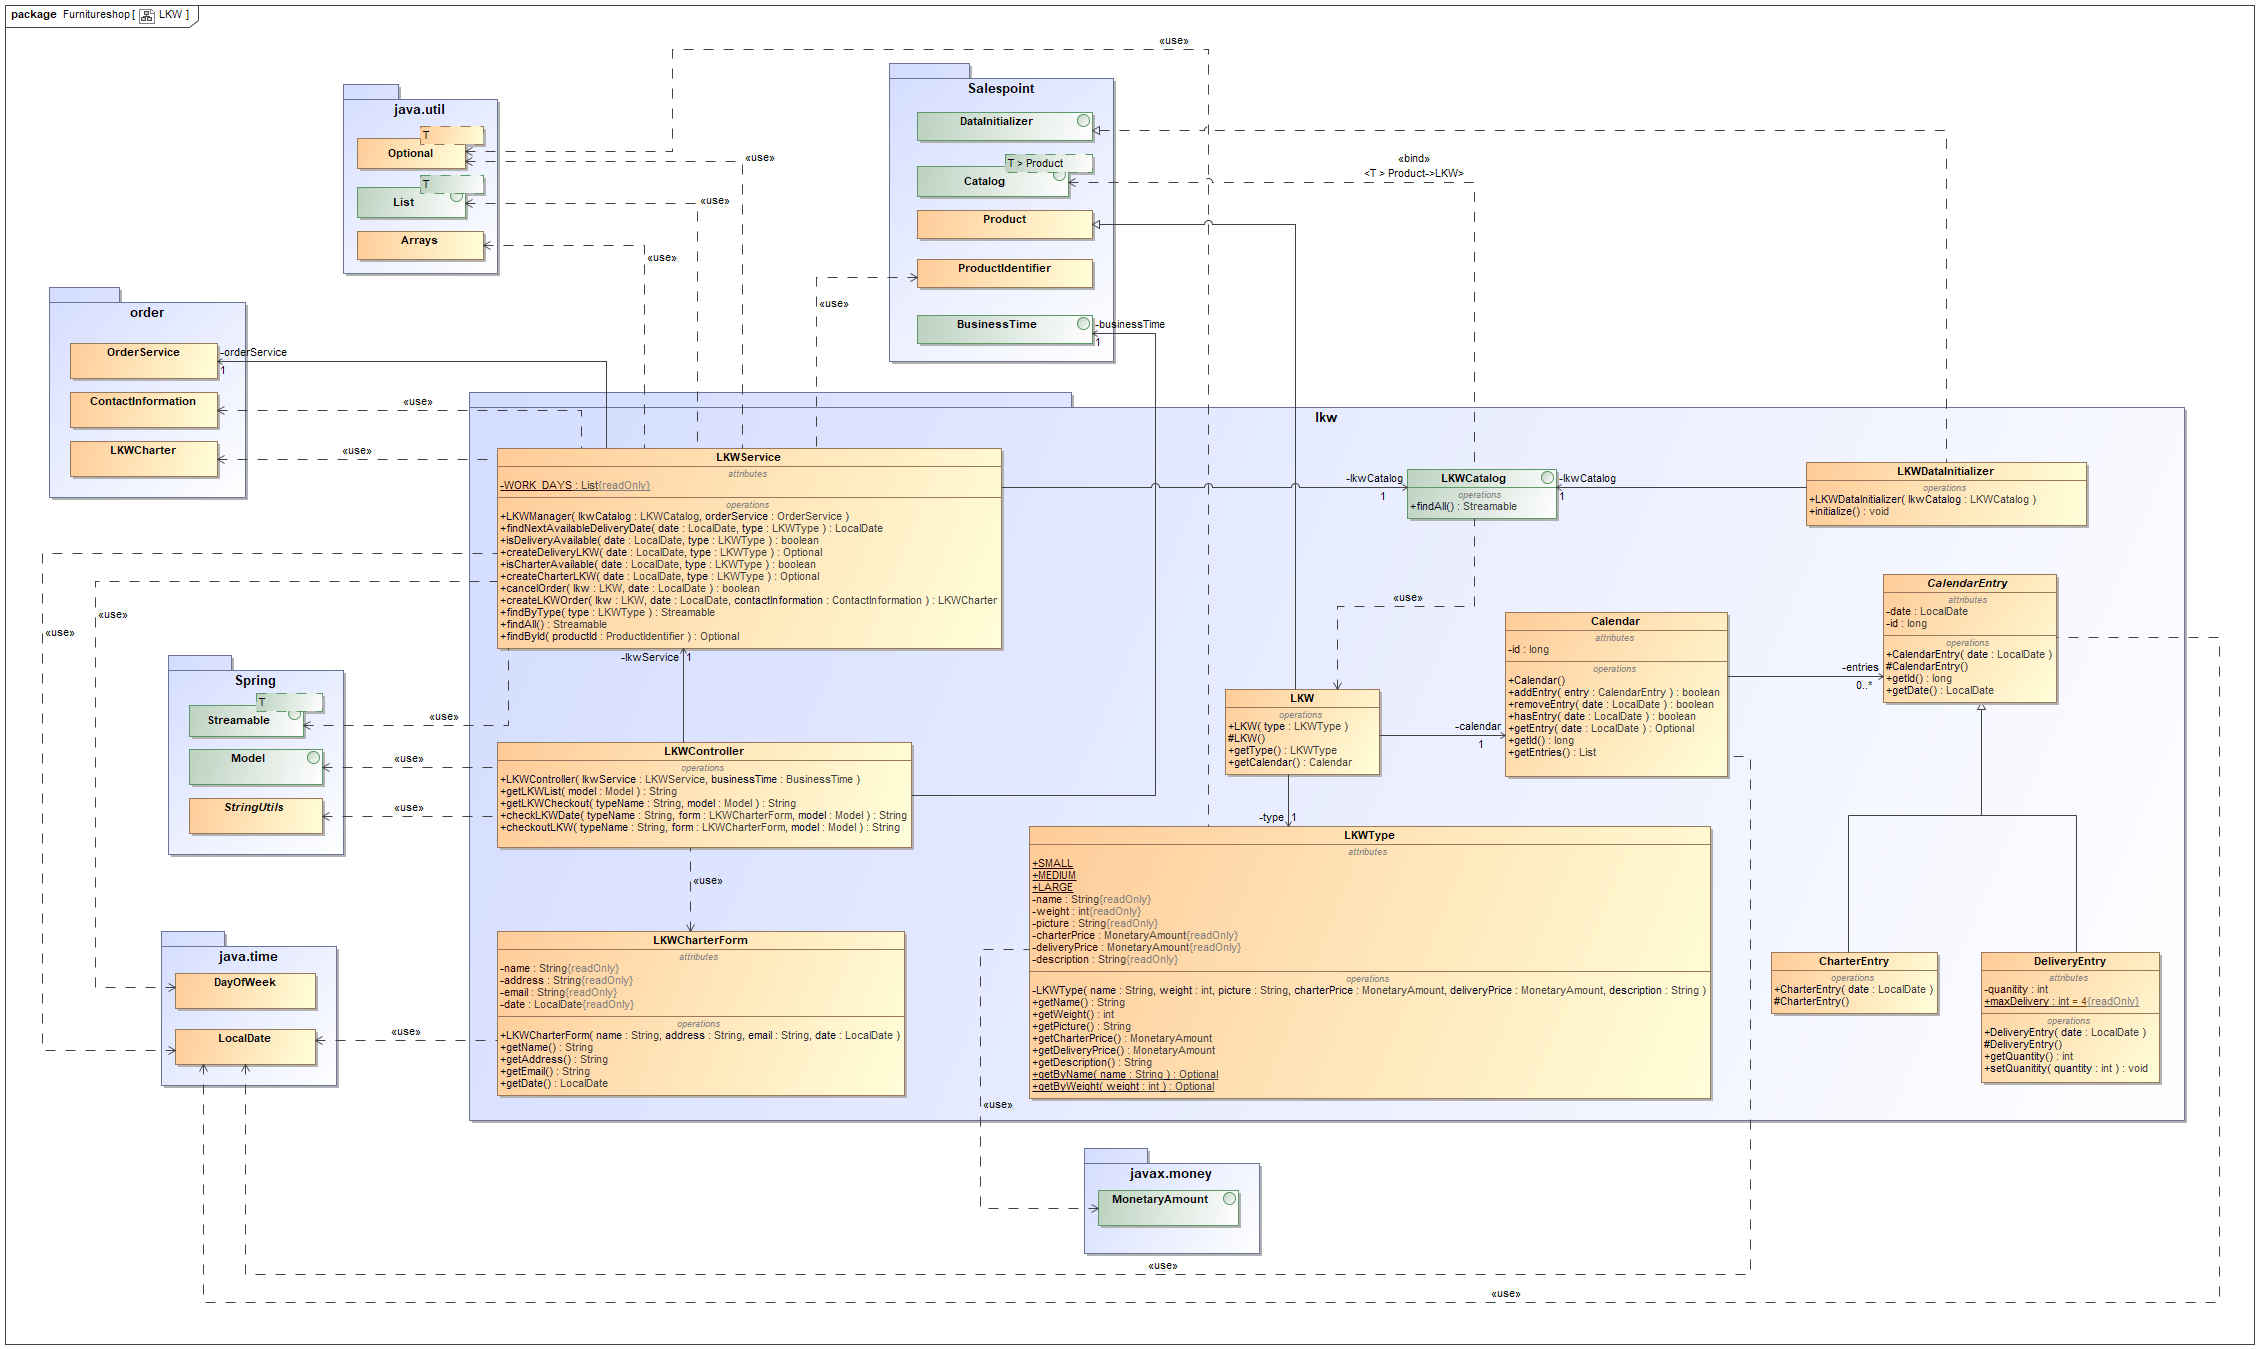 package Furnitureshop [ LKW ]
«use»
java.util
T
Optional
T
List
Arrays
«use»
«use»
«use»
Salespoint
DataInitializer
T > Product
Catalog
Product
ProductIdentifier
BusinessTime
-businessTime
1
«use»
«bind»
<T > Product->LKW>
order
OrderService
-orderService
1
ContactInformation
«use»
LKWCharter
«use»
lkw
LKWService
attributes
-WORK_DAYS : List{readOnly}
operations
+LKWManager( lkwCatalog : LKWCatalog, orderService : OrderService )
+findNextAvailableDeliveryDate( date : LocalDate, type : LKWType ) : LocalDate
+isDeliveryAvailable( date : LocalDate, type : LKWType ) : boolean
+createDeliveryLKW( date : LocalDate, type : LKWType ) : Optional
+isCharterAvailable( date : LocalDate, type : LKWType ) : boolean
+createCharterLKW( date : LocalDate, type : LKWType ) : Optional
+cancelOrder( lkw : LKW, date : LocalDate ) : boolean
+createLKWOrder( lkw : LKW, date : LocalDate, contactInformation : ContactInformation ) : LKWCharter
+findByType( type : LKWType ) : Streamable
+findAll() : Streamable
+findById( productId : ProductIdentifier ) : Optional
-lkwCatalog
1
LKWCatalog
operations
+findAll() : Streamable
-lkwCatalog
1
LKWDataInitializer
operations
+LKWDataInitializer( lkwCatalog : LKWCatalog )
+initialize() : void
«use»
«use»
«use»
-lkwService
1
Spring
T
Streamable
Model
StringUtils
«use»
«use»
«use»
LKWController
operations
+LKWController( lkwService : LKWService, businessTime : BusinessTime )
+getLKWList( model : Model ) : String
+getLKWCheckout( typeName : String, model : Model ) : String
+checkLKWDate( typeName : String, form : LKWCharterForm, model : Model ) : String
+checkoutLKW( typeName : String, form : LKWCharterForm, model : Model ) : String
«use»
LKW
operations
+LKW( type : LKWType )
#LKW()
+getType() : LKWType
+getCalendar() : Calendar
-calendar
1
-type
1
Calendar
attributes
-id : long
operations
+Calendar()
+addEntry( entry : CalendarEntry ) : boolean
+removeEntry( date : LocalDate ) : boolean
+hasEntry( date : LocalDate ) : boolean
+getEntry( date : LocalDate ) : Optional
+getId() : long
+getEntries() : List
-entries
0..*
CalendarEntry
attributes
-date : LocalDate
-id : long
operations
+CalendarEntry( date : LocalDate )
#CalendarEntry()
+getId() : long
+getDate() : LocalDate
LKWType
attributes
+SMALL
+MEDIUM
+LARGE
-name : String{readOnly}
-weight : int{readOnly}
-picture : String{readOnly}
-charterPrice : MonetaryAmount{readOnly}
-deliveryPrice : MonetaryAmount{readOnly}
-description : String{readOnly}
operations
-LKWType( name : String, weight : int, picture : String, charterPrice : MonetaryAmount, deliveryPrice : MonetaryAmount, description : String )
+getName() : String
+getWeight() : int
+getPicture() : String
+getCharterPrice() : MonetaryAmount
+getDeliveryPrice() : MonetaryAmount
+getDescription() : String
+getByName( name : String ) : Optional
+getByWeight( weight : int ) : Optional
LKWCharterForm
attributes
-name : String{readOnly}
-address : String{readOnly}
-email : String{readOnly}
-date : LocalDate{readOnly}
operations
+LKWCharterForm( name : String, address : String, email : String, date : LocalDate )
+getName() : String
+getAddress() : String
+getEmail() : String
+getDate() : LocalDate
java.time
DayOfWeek
LocalDate
«use»
CharterEntry
operations
+CharterEntry( date : LocalDate )
#CharterEntry()
DeliveryEntry
attributes
-quanitity : int
+maxDelivery : int = 4{readOnly}
operations
+DeliveryEntry( date : LocalDate )
#DeliveryEntry()
+getQuantity() : int
+setQuanitity( quantity : int ) : void
«use»
javax.money
MonetaryAmount
«use»
«use»